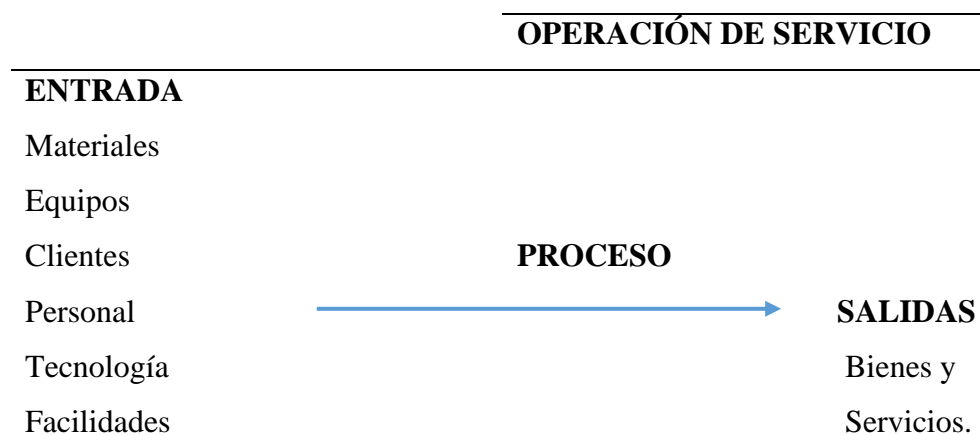 OPERACIÓN DE SERVICIO
ENTRADA
Materiales
Equipos
Clientes PROCESO
Personal SALIDAS
Tecnología Bienes y
Facilidades Servicios.